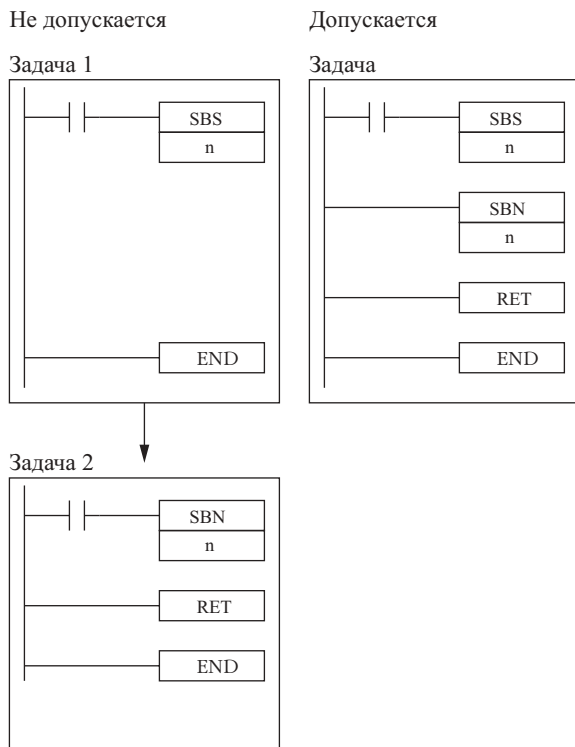 Не допускается
Задача 1
SBS
n
END
Задача 2
SBN
n
RET
END
Допускается
Задача
SBS
n
SBN
n
RET
END